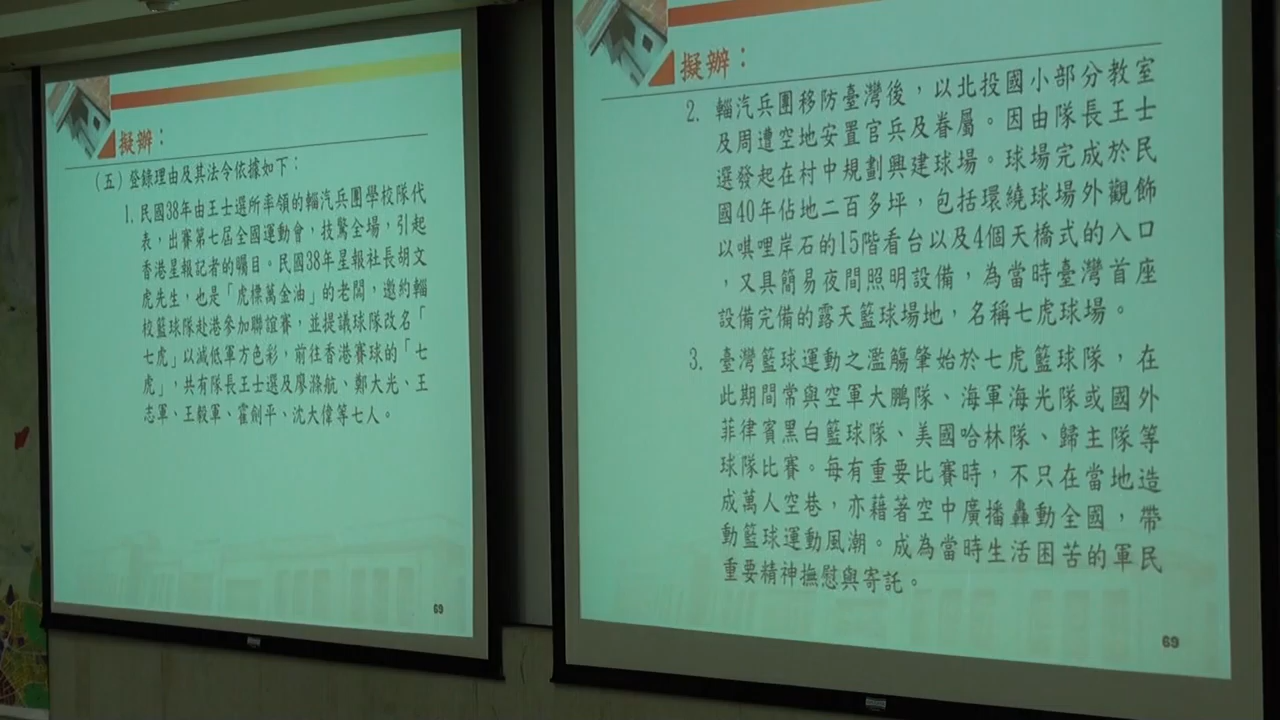 擬辦：
（五）登錄理由及其法令依據如下：
1. 民國38年由王士選所率領的輜汽兵團學校隊代
表，出賽第七屆全國運動會，技驚全場，引起
香港星報記者的矚目。民國38年星報社長胡文
虎先生，也是「虎標萬金油」的老闆，邀約輜
校籃球隊赴港參加聯誼賽，並提議球隊改名「
七虎」以減低軍方色彩，前往香港賽球的「七
虎」，共有隊長王士選及廖滌航、鄭大光、王
志軍、王毅軍、霍劍平、沈大偉等七人。
69
擬辦：
2. 輜汽兵團移防臺灣後，以北投國小部分教室
及周遭空地安置官兵及眷屬。因由隊長王士
選發起在村中規劃興建球場。球場完成於民
國40年佔地二百多坪，包括環繞球場外觀飾
以唭哩岸石的15階看台以及4個天橋式的入口
，又具簡易夜間照明設備，為當時臺灣首座
設備完備的露天籃球場地，名稱七虎球場。
3. 臺灣籃球運動之濫觴肇始於七虎籃球隊，在
此期間常與空軍大鵬隊、海軍海光隊或國外
菲律賓黑白籃球隊、美國哈林隊、歸主隊等
球隊比賽。每有重要比賽時，不只在當地造
成萬人空巷，亦藉著空中廣播轟動全國，帶
動籃球運動風潮。成為當時生活困苦的軍民
重要精神撫慰與寄託。
69